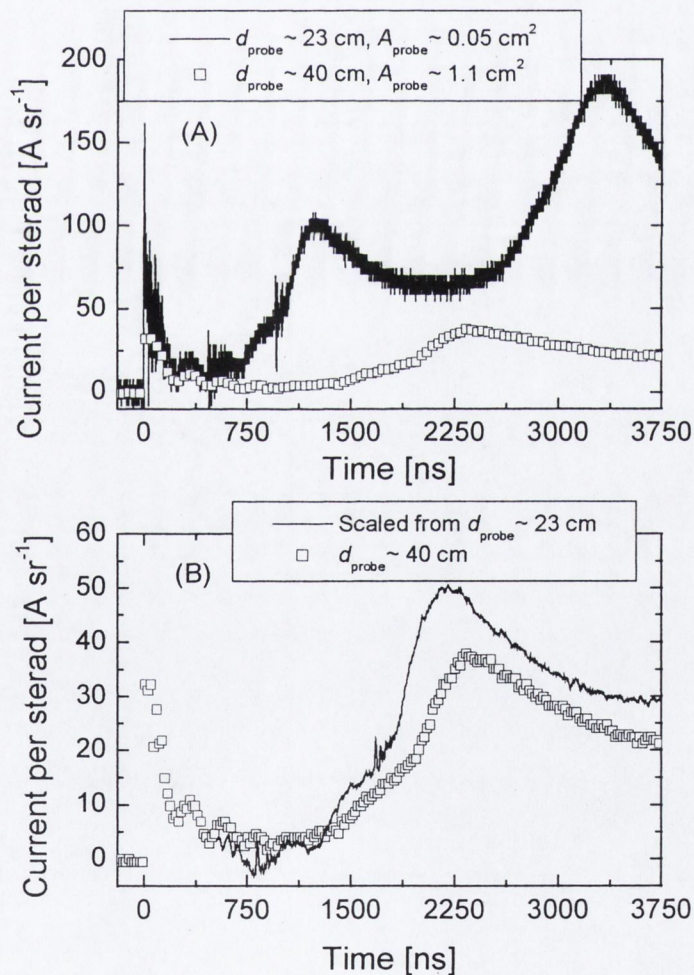 d_probe ~ 23 cm, A_probe ~ 0.05 cm²
d_probe ~ 40 cm, A_probe ~ 1.1 cm²
(A)
200
150
100
50
0
Current per sterad [A sr⁻¹]
0 750 1500 2250 3000 3750
Time [ns]
Scaled from d_probe ~ 23 cm
d_probe ~ 40 cm
(B)
60
50
40
30
20
10
0
Current per sterad [A sr⁻¹]
0 750 1500 2250 3000 3750
Time [ns]